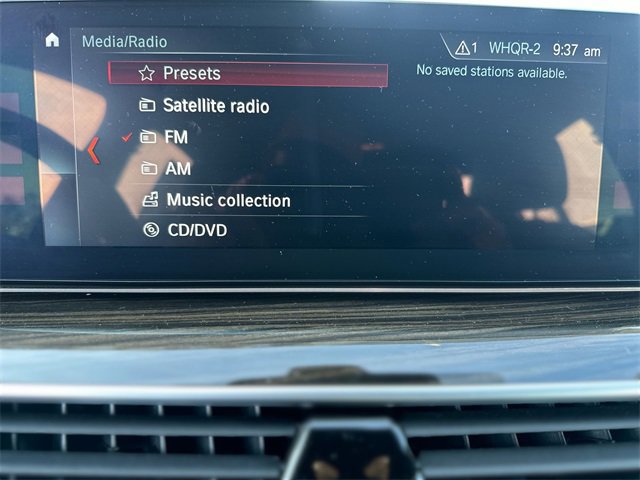 Media/Radio
1 WHQR-2 9:37 am
Presets
No saved stations available.
Satellite radio
FM
AM
Music collection
CD/DVD